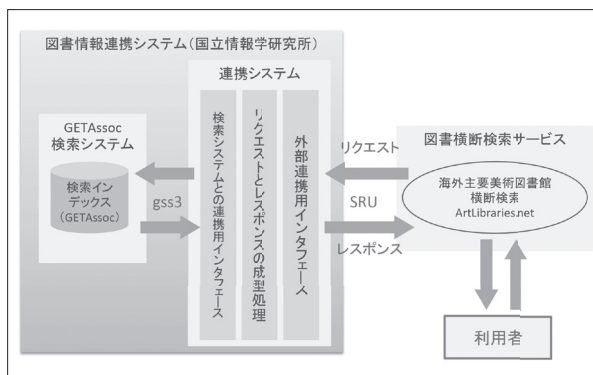 図書情報連携システム（国立情報学研究所）
連携システム
GETAssoc
検索システム
検索イン
デックス
（GETAssoc）
gss3
検索システムとの連携用インタフェース
リクエストとレスポンスの成型処理
外部連携用インタフェース
リクエスト
SRU
レスポンス
図書横断検索サービス
海外主要美術図書館
横断検索
ArtLibraries.net
利用者